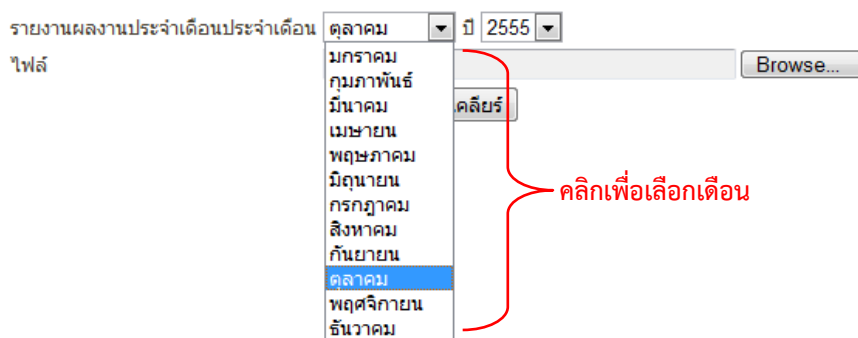 รายงานผลงานประจำเดือนประจำเดือน ตุลาคม ปี 2555
ไฟล์ Browse...
มกราคม
กุมภาพันธ์
มีนาคม
เคลียร์
เมษายน
พฤษภาคม
มิถุนายน
กรกฎาคม
สิงหาคม
กันยายน
ตุลาคม
พฤศจิกายน
ธันวาคม
คลิกเพื่อเลือกเดือน